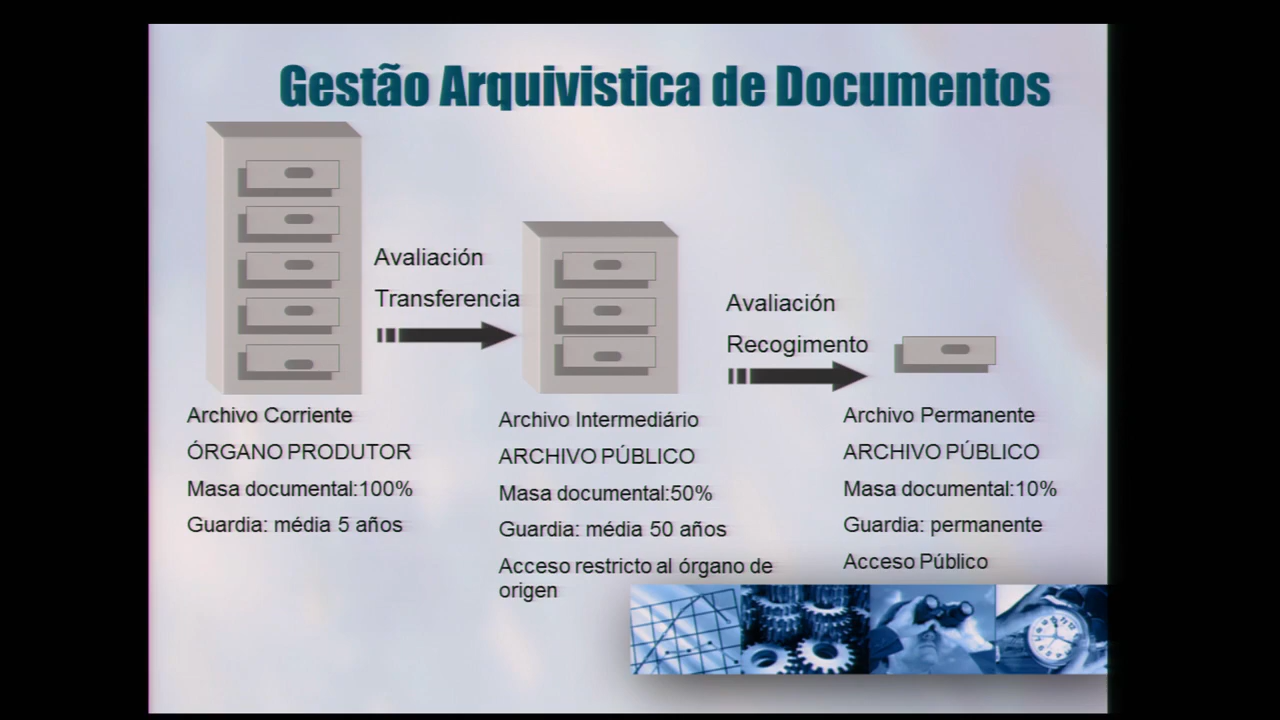 Gestão Arquivistica de Documentos
Avaliación
Transferencia
Avaliación
Recogimento
Archivo Corriente
ÓRGANO PRODUTOR
Masa documental:100%
Guardia: média 5 años
Archivo Intermediário
ARCHIVO PÚBLICO
Masa documental:50%
Guardia: média 50 años
Acceso restricto al órgano de
origen
Archivo Permanente
ARCHIVO PÚBLICO
Masa documental:10%
Guardia: permanente
Acceso Público